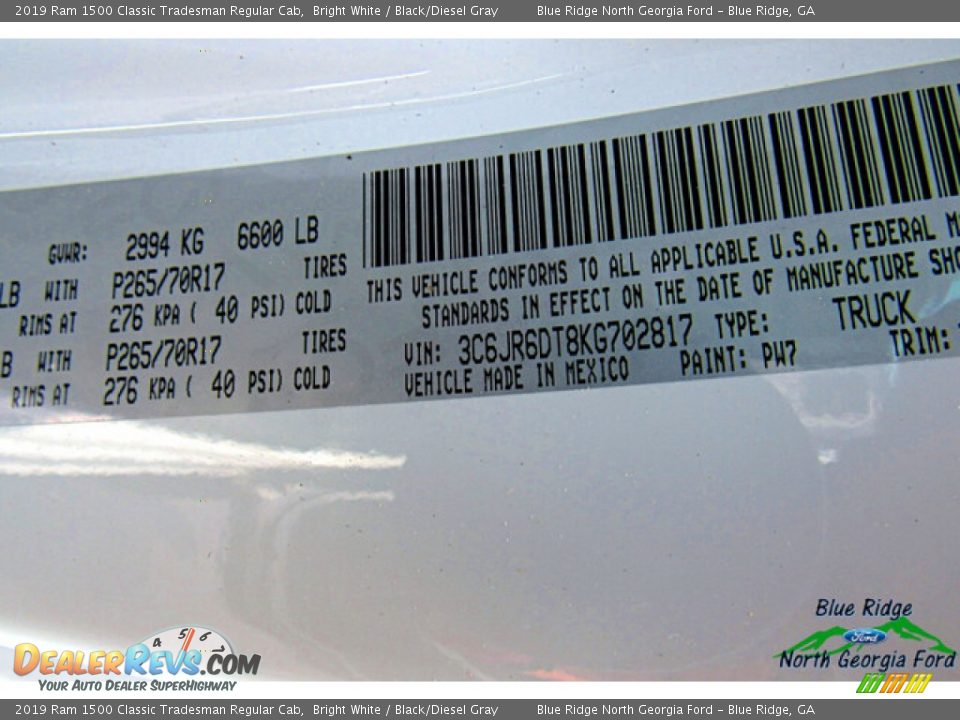 2019 Ram 1500 Classic Tradesman Regular Cab, Bright White / Black/Diesel Gray Blue Ridge North Georgia Ford - Blue Ridge, GA
GVWR: 2994 KG 6600 LB
LB WITH P265/70R17 TIRES
RIMS AT 276 KPA ( 40 PSI) COLD
B WITH P265/70R17 TIRES
RIMS AT 276 KPA ( 40 PSI) COLD
THIS VEHICLE CONFORMS TO ALL APPLICABLE U.S.A. FEDERAL M
STANDARDS IN EFFECT ON THE DATE OF MANUFACTURE SHO
VIN: 3C6JR6DT8KG702817 TYPE: TRUCK
VEHICLE MADE IN MEXICO PAINT: PW7 TRIM:
Blue Ridge
Ford
North Georgia Ford
4 5 6
DEALERREVS.COM
YOUR AUTO DEALER SUPERHIGHWAY
2019 Ram 1500 Classic Tradesman Regular Cab, Bright White / Black/Diesel Gray Blue Ridge North Georgia Ford - Blue Ridge, GA